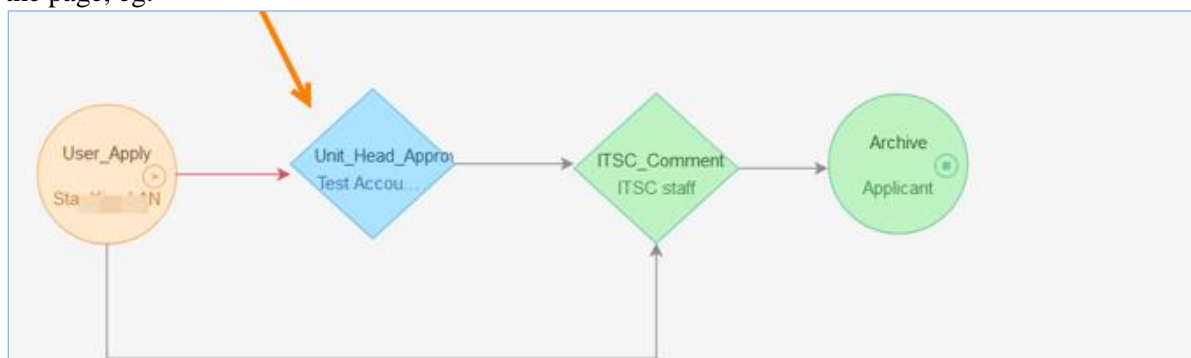 the page, eg.
User_Apply
Unit_Head_Approv
Test Accou...
ITSC_Comment
ITSC staff
Archive
Applicant